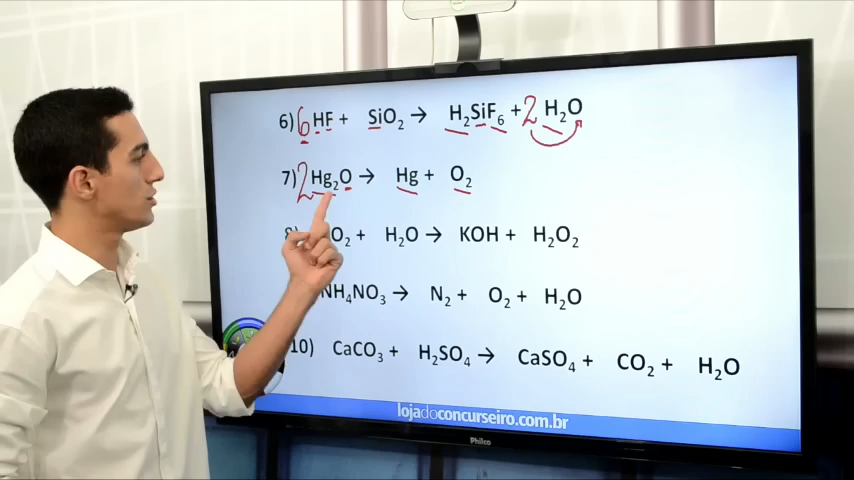 6) 6 HF + SiO₂ → H₂SiF₆ + 2 H₂O
7) 2 Hg₂O → Hg + O₂
O₂ + H₂O → KOH + H₂O₂
NH₄NO₃ → N₂ + O₂ + H₂O
10) CaCO₃ + H₂SO₄ → CaSO₄ + CO₂ + H₂O
lojadoconcurseiro.com.br
Philco